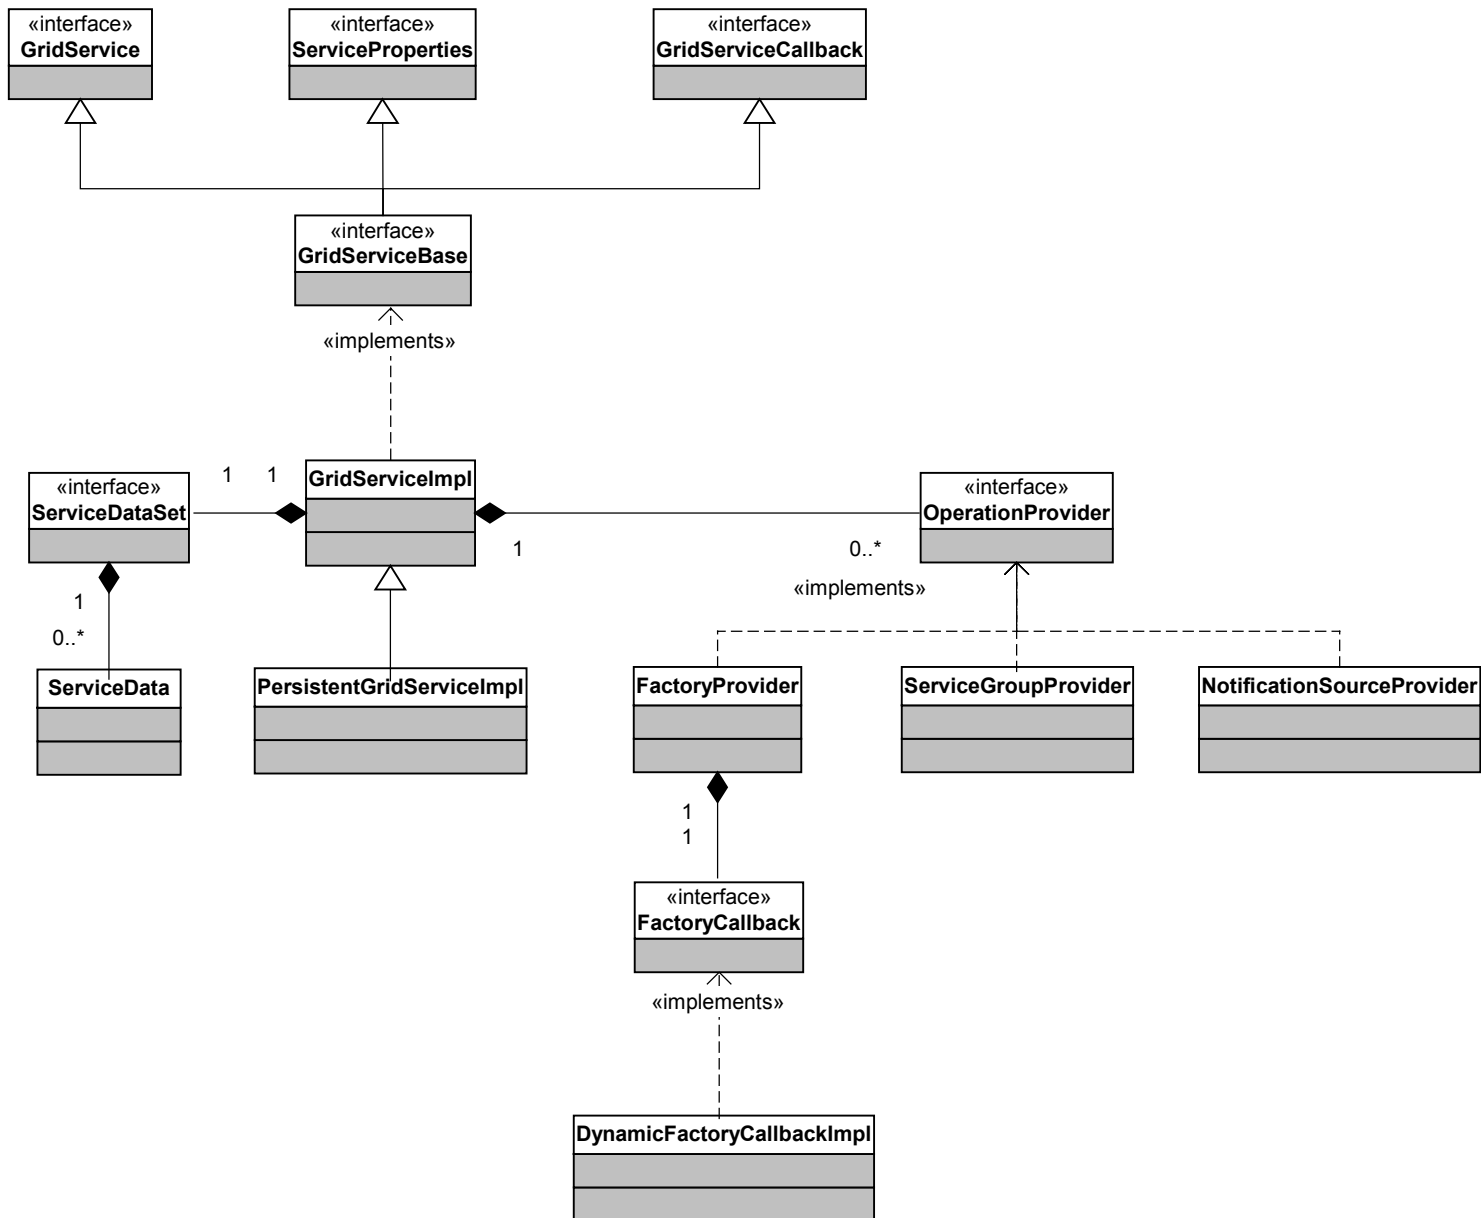 «interface»
GridService
«interface»
ServiceProperties
«interface»
GridServiceCallback
«interface»
GridServiceBase
«implements»
«interface»
ServiceDataSet
1
1
GridServiceImpl
1
0..*
«interface»
OperationProvider
«implements»
1
0..*
ServiceData
PersistentGridServiceImpl
FactoryProvider
ServiceGroupProvider
NotificationSourceProvider
1
1
«interface»
FactoryCallback
«implements»
DynamicFactoryCallbackImpl